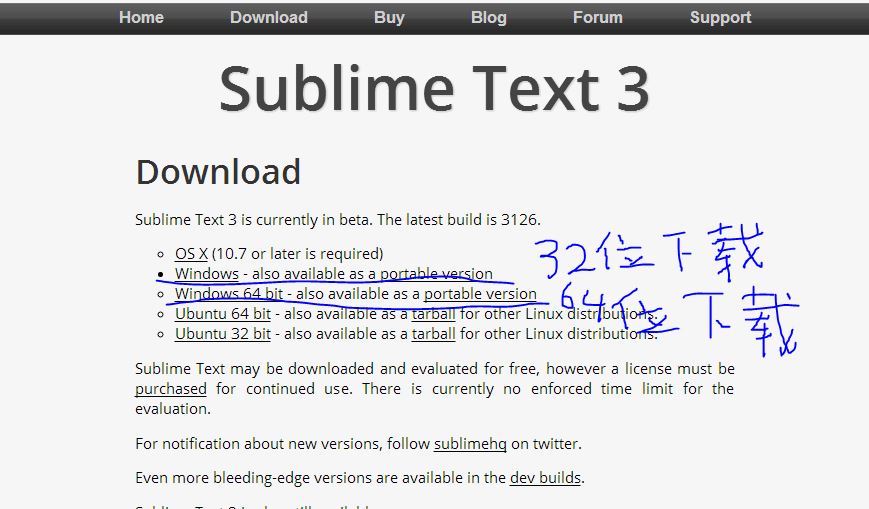 Home Download Buy Blog Forum Support
Sublime Text 3
Download
Sublime Text 3 is currently in beta. The latest build is 3126.
OS X (10.7 or later is required)
Windows - also available as a portable version
32位下载
Windows 64 bit - also available as a portable version
64位下载
Ubuntu 64 bit - also available as a tarball for other Linux distributions.
Ubuntu 32 bit - also available as a tarball for other Linux distributions.
Sublime Text may be downloaded and evaluated for free, however a license must be
purchased for continued use. There is currently no enforced time limit for the
evaluation.
For notification about new versions, follow sublimehq on twitter.
Even more bleeding-edge versions are available in the dev builds.